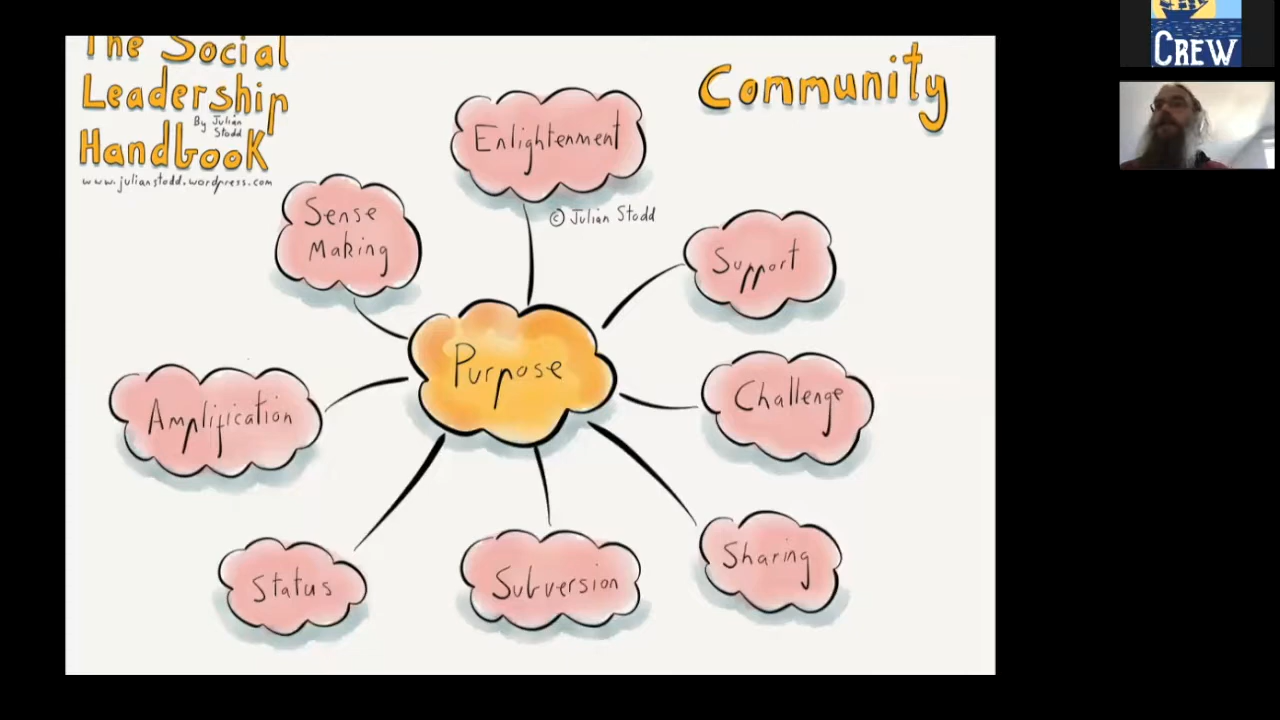 The Social
Leadership
By Julian
Stodd
Handbook
www.julianstodd.wordpress.com
Community
CREW
Enlightenment
© Julian Stodd
Sense
Making
Support
Purpose
Challenge
Amplification
Sharing
Status
Subversion